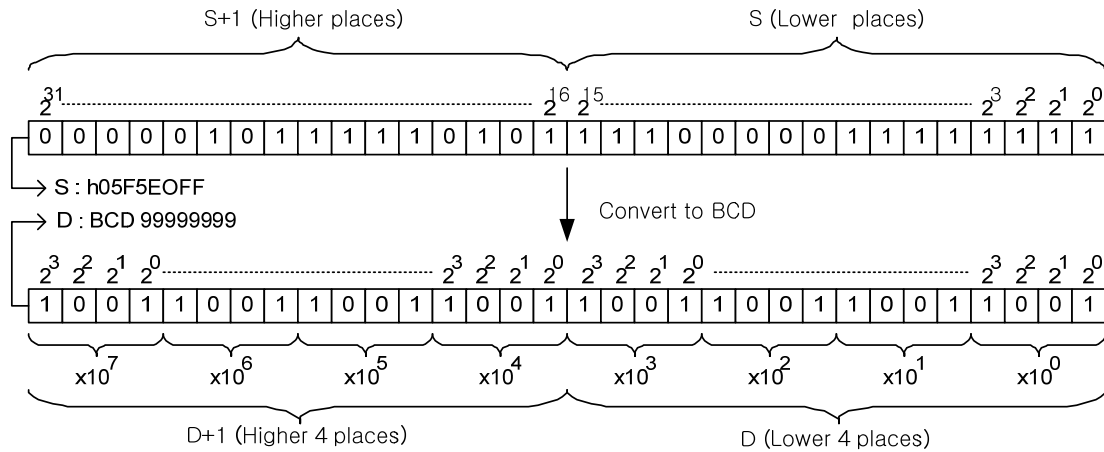 S+1 (Higher places) S (Lower places)
2^31 2^16 2^15 2^3 2^2 2^1 2^0
0 0 0 0 0 1 0 1 1 1 1 1 0 1 0 1 1 1 1 0 0 0 0 0 1 1 1 1 1 1 1 1
S : h05F5EOFF
D : BCD 99999999
Convert to BCD
2^3 2^2 2^1 2^0 2^3 2^2 2^1 2^0 2^3 2^2 2^1 2^0 2^3 2^2 2^1 2^0
1 0 0 1 1 0 0 1 1 0 0 1 1 0 0 1 1 0 0 1 1 0 0 1 1 0 0 1 1 0 0 1
x10^7 x10^6 x10^5 x10^4 x10^3 x10^2 x10^1 x10^0
D+1 (Higher 4 places) D (Lower 4 places)